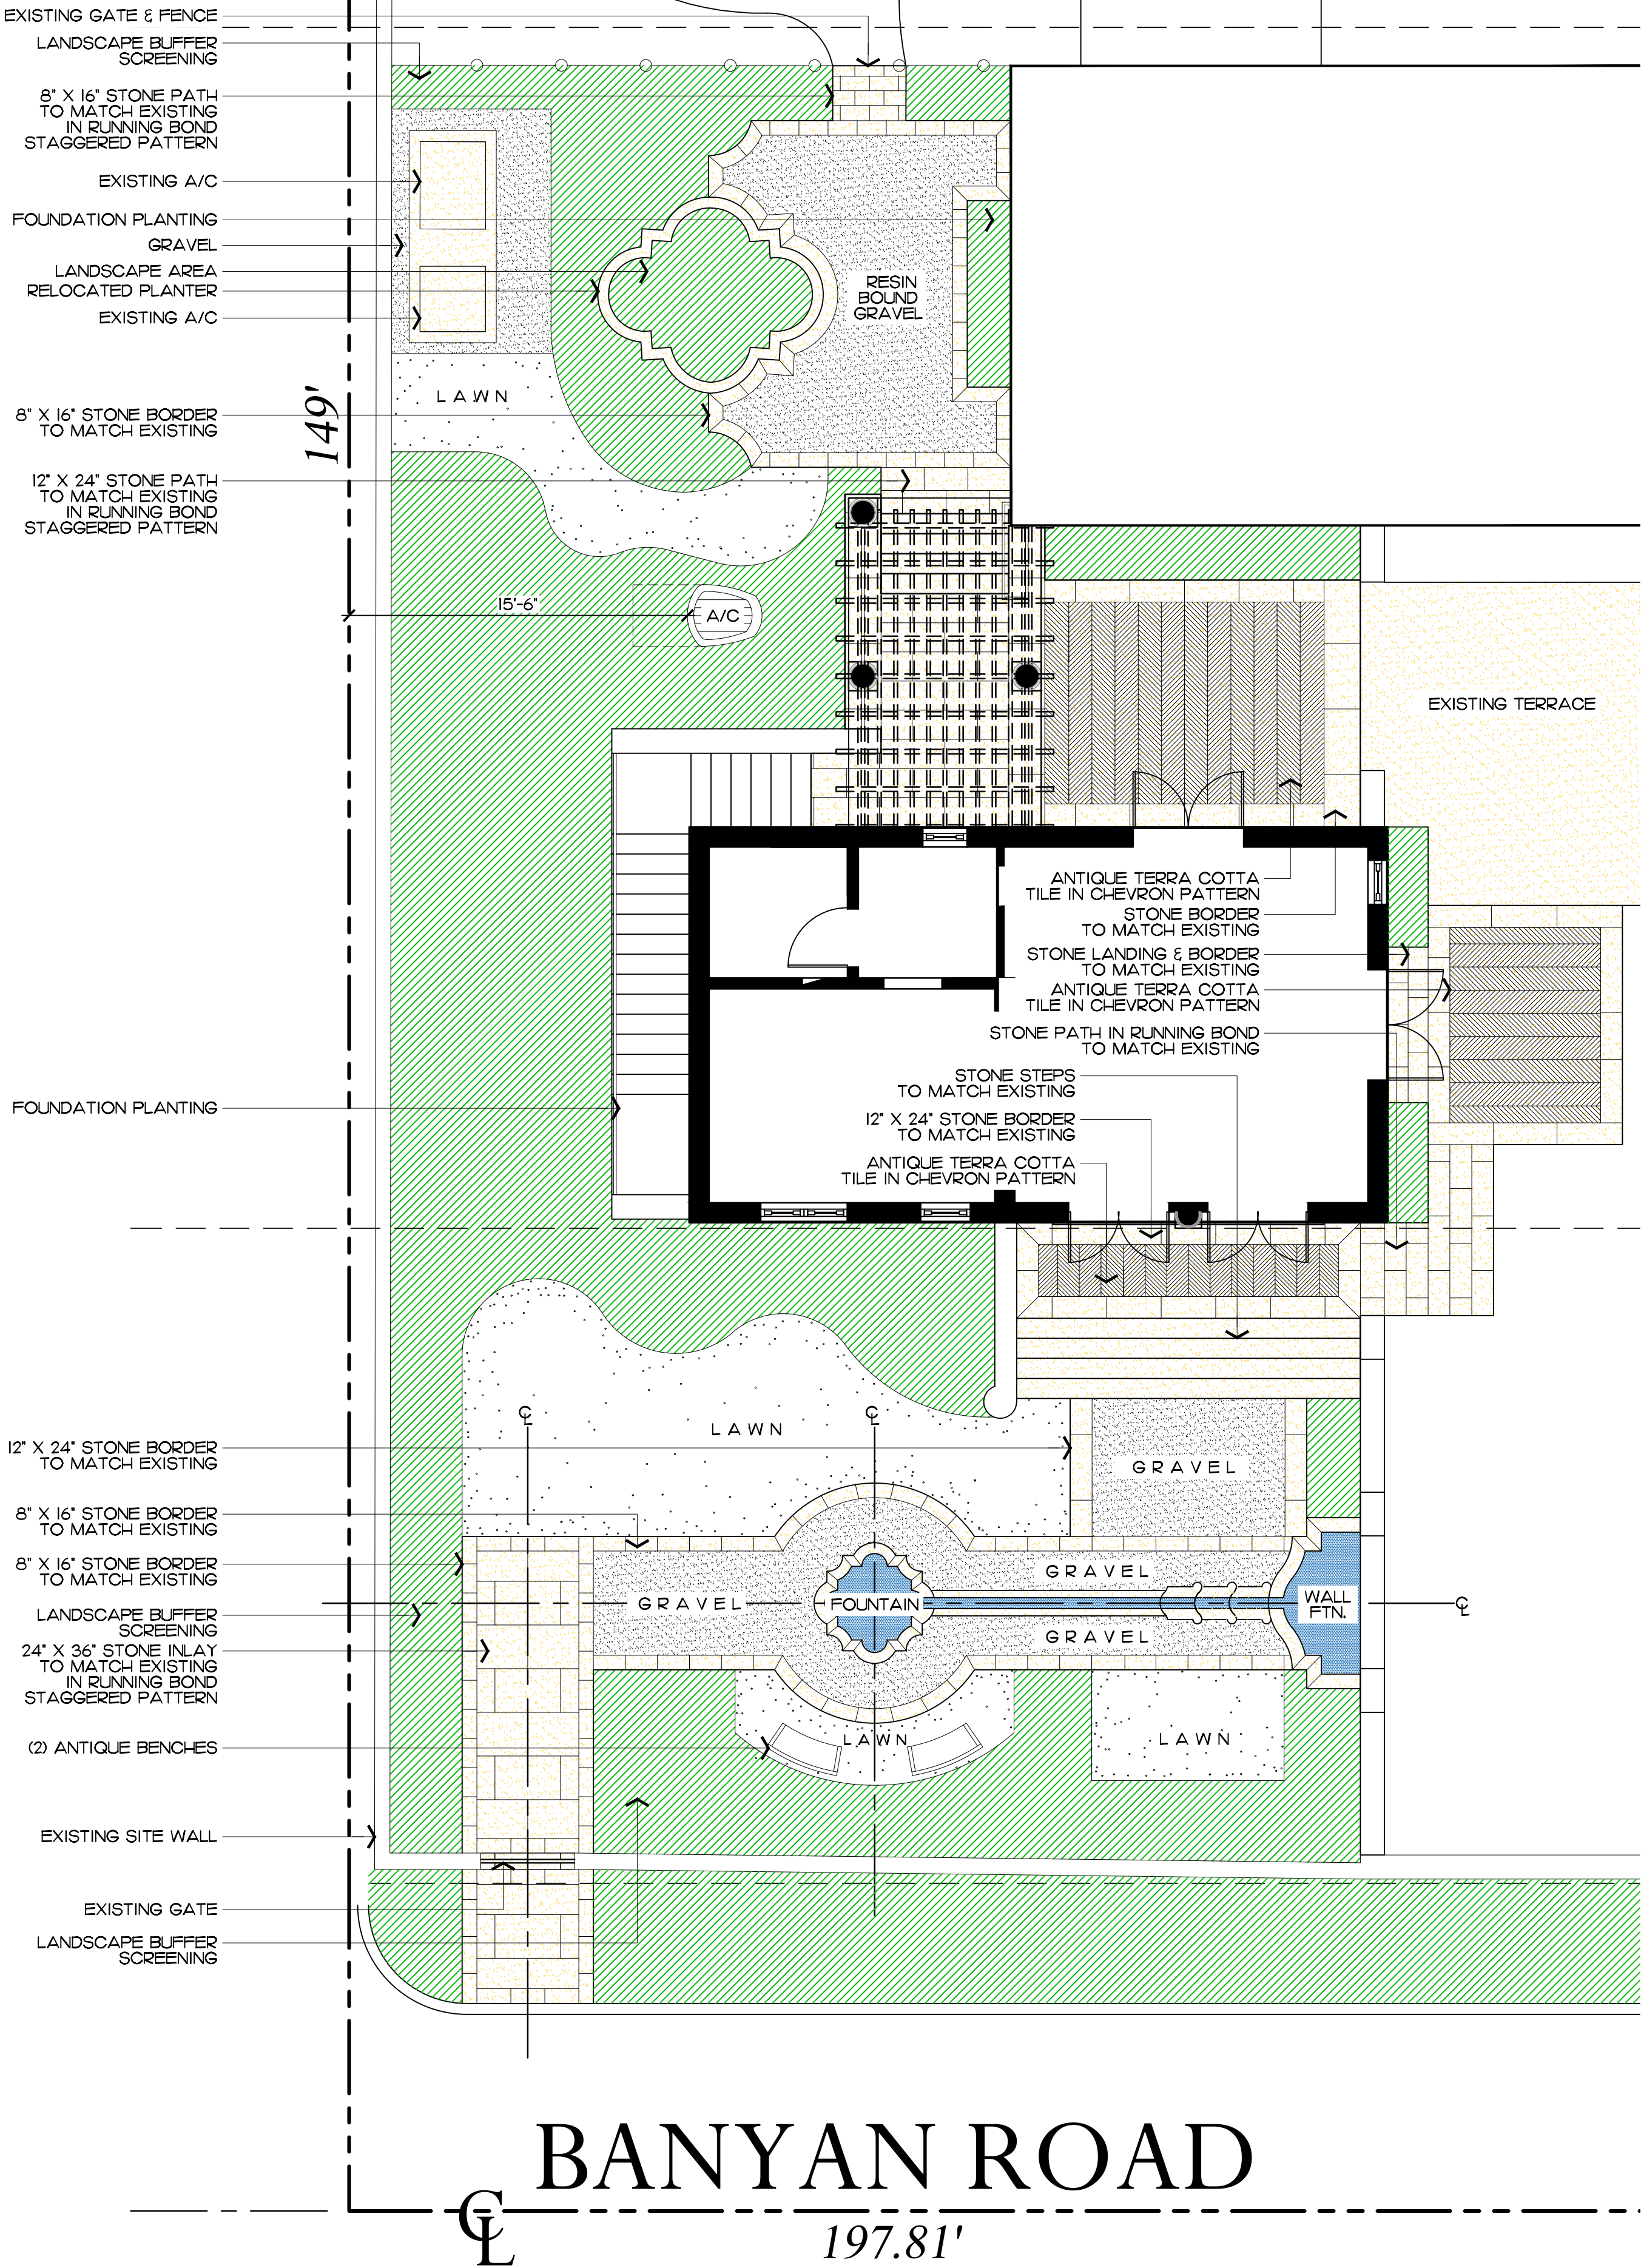 EXISTING GATE & FENCE
LANDSCAPE BUFFER
SCREENING
8" X 16" STONE PATH
TO MATCH EXISTING
IN RUNNING BOND
STAGGERED PATTERN
EXISTING A/C
FOUNDATION PLANTING
GRAVEL
LANDSCAPE AREA
RELOCATED PLANTER
EXISTING A/C
RESIN
BOUND
GRAVEL
149'
LAWN
8" X 16" STONE BORDER
TO MATCH EXISTING
12" X 24" STONE PATH
TO MATCH EXISTING
IN RUNNING BOND
STAGGERED PATTERN
15'-6"
A/C
EXISTING TERRACE
ANTIQUE TERRA COTTA
TILE IN CHEVRON PATTERN
STONE BORDER
TO MATCH EXISTING
STONE LANDING & BORDER
TO MATCH EXISTING
ANTIQUE TERRA COTTA
TILE IN CHEVRON PATTERN
STONE PATH IN RUNNING BOND
TO MATCH EXISTING
STONE STEPS
TO MATCH EXISTING
12" X 24" STONE BORDER
TO MATCH EXISTING
ANTIQUE TERRA COTTA
TILE IN CHEVRON PATTERN
FOUNDATION PLANTING
CL
CL
LAWN
12" X 24" STONE BORDER
TO MATCH EXISTING
GRAVEL
8" X 16" STONE BORDER
TO MATCH EXISTING
8" X 16" STONE BORDER
TO MATCH EXISTING
GRAVEL
GRAVEL
FOUNTAIN
WALL
FTN.
CL
GRAVEL
LANDSCAPE BUFFER
SCREENING
24" X 36" STONE INLAY
TO MATCH EXISTING
IN RUNNING BOND
STAGGERED PATTERN
(2) ANTIQUE BENCHES
LAWN
LAWN
EXISTING SITE WALL
EXISTING GATE
LANDSCAPE BUFFER
SCREENING
BANYAN ROAD
CL
197.81'